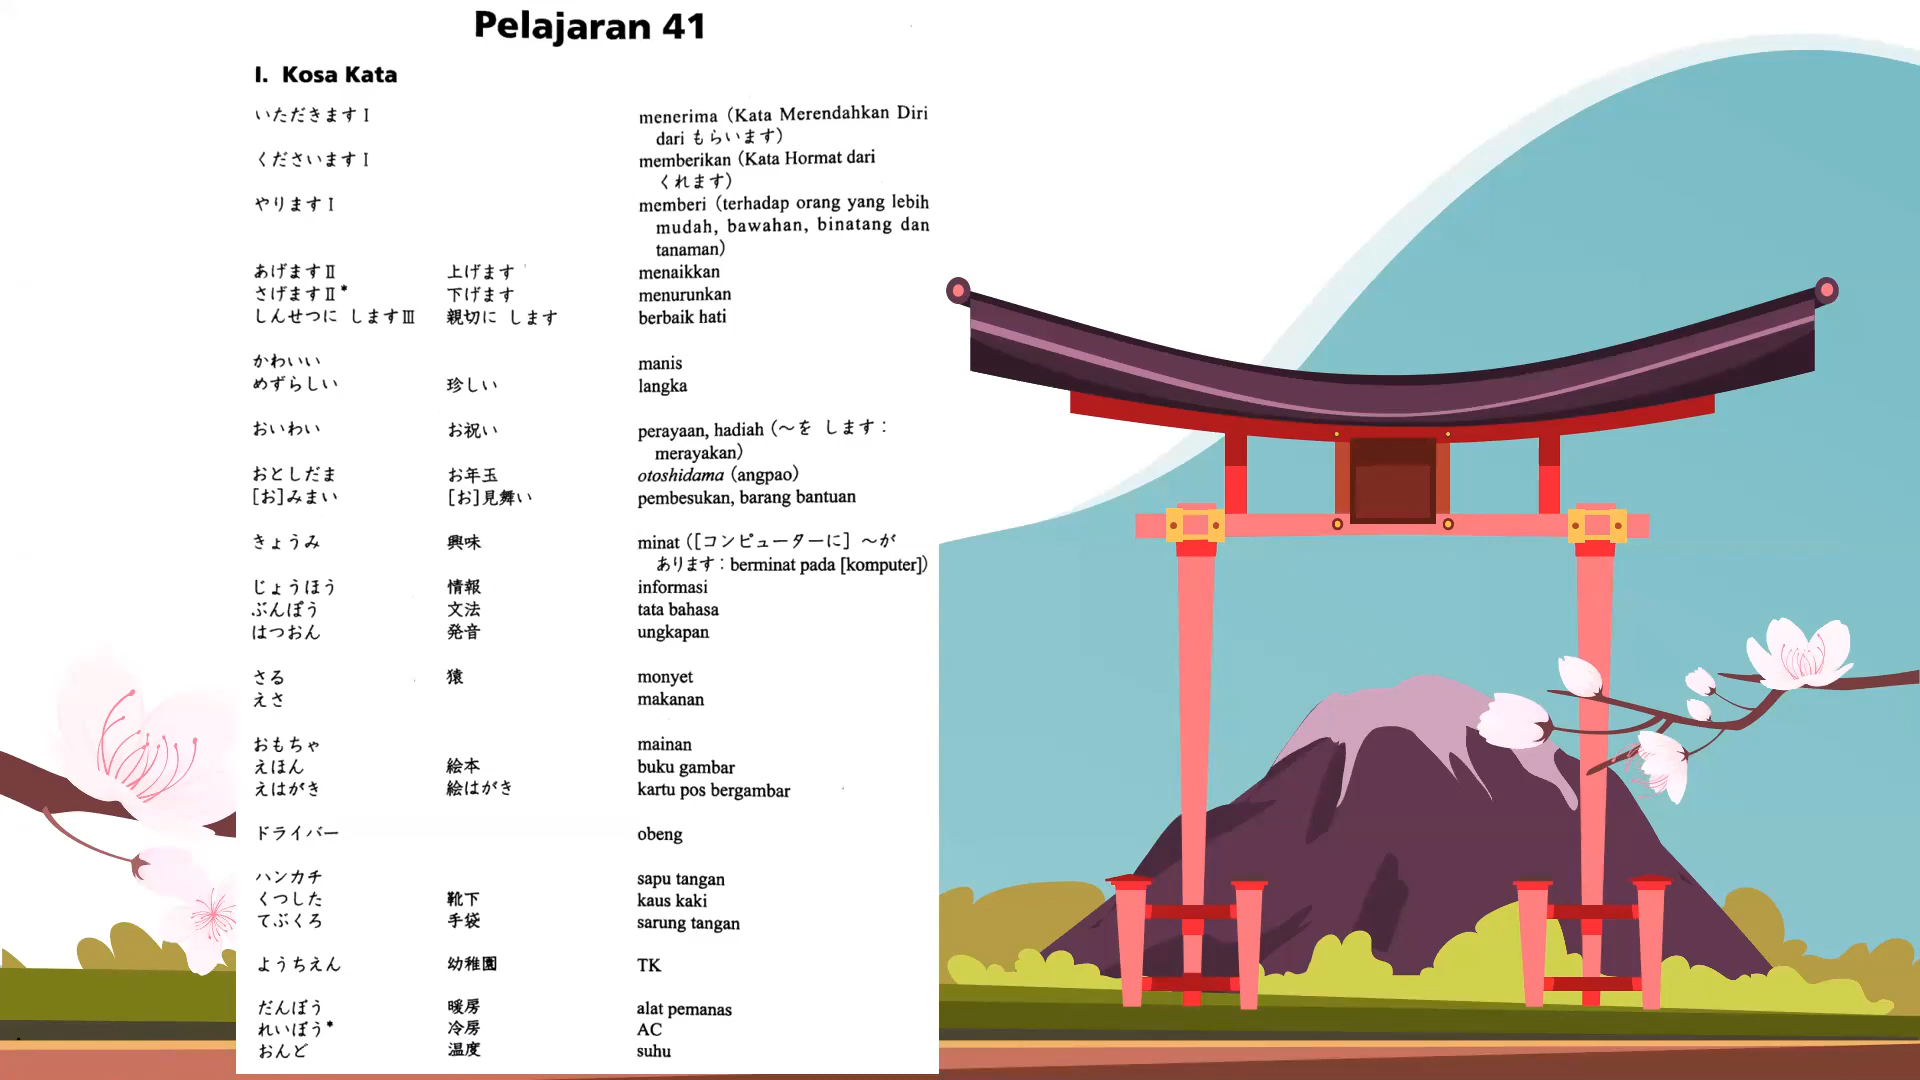 Pelajaran 41
I. Kosa Kata
いただきますⅠ menerima (Kata Merendahkan Diri
dari もらいます)
くださいますⅠ memberikan (Kata Hormat dari
くれます)
やりますⅠ memberi (terhadap orang yang lebih
mudah, bawahan, binatang dan
tanaman)
あげますⅡ 上げます menaikkan
さげますⅡ* 下げます menurunkan
しんせつに しますⅢ 親切に します berbaik hati
かわいい manis
めずらしい 珍しい langka
おいわい お祝い perayaan, hadiah (～を します：
merayakan)
おとしだま お年玉 otoshidama (angpao)
[お]みまい [お]見舞い pembesukan, barang bantuan
きょうみ 興味 minat ([コンピューターに] ～が
あります：berminat pada [komputer])
じょうほう 情報 informasi
ぶんぽう 文法 tata bahasa
はつおん 発音 ungkapan
さる 猿 monyet
えさ makanan
おもちゃ mainan
えほん 絵本 buku gambar
えはがき 絵はがき kartu pos bergambar
ドライバー obeng
ハンカチ sapu tangan
くつした 靴下 kaus kaki
てぶくろ 手袋 sarung tangan
ようちえん 幼稚園 TK
だんぼう 暖房 alat pemanas
れいぼう* 冷房 AC
おんど 温度 suhu